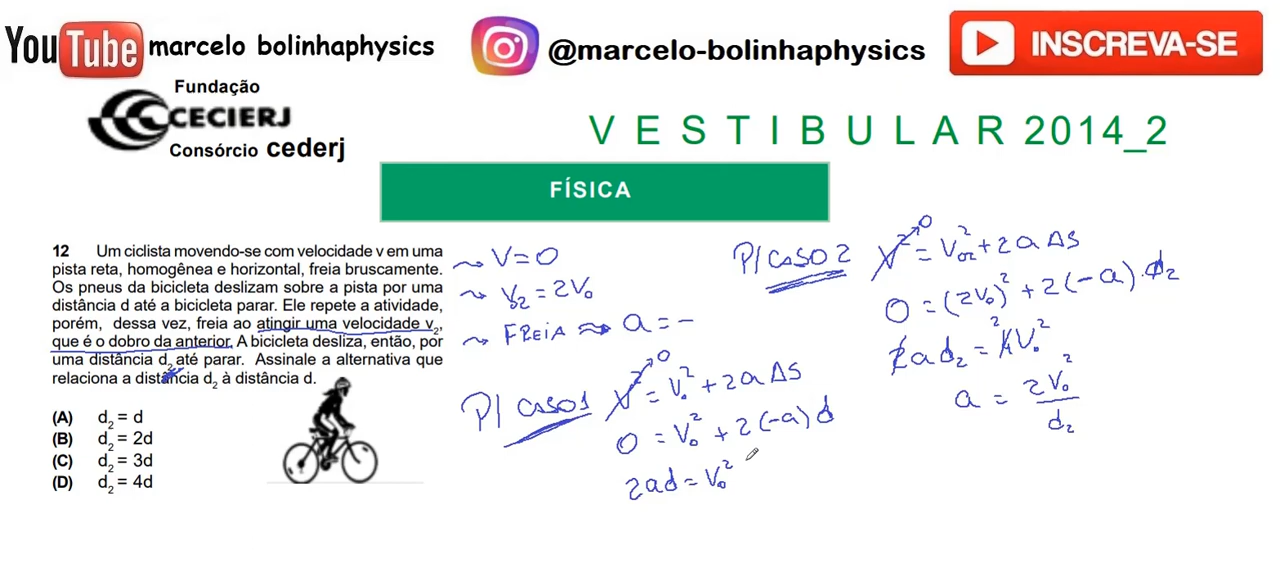 YouTube marcelo bolinhaphysics
@marcelo-bolinhaphysics
INSCREVA-SE
Fundação
CECIERJ
Consórcio cederj
VESTIBULAR 2014_2
FÍSICA
12 Um ciclista movendo-se com velocidade v em uma
pista reta, homogênea e horizontal, freia bruscamente.
Os pneus da bicicleta deslizam sobre a pista por uma
distância d até a bicicleta parar. Ele repete a atividade,
porém, dessa vez, freia ao atingir uma velocidade v₂,
que é o dobro da anterior. A bicicleta desliza, então, por
uma distância d₂ até parar. Assinale a alternativa que
relaciona a distância d₂ à distância d.
(A) d₂ = d
(B) d₂ = 2d
(C) d₂ = 3d
(D) d₂ = 4d
V=0
V₂ = 2V₀
FREIA a = -
P/ CASO 1 V² = V₀² + 2aΔS
0
0 = V₀² + 2(-a)d
2ad = V₀²
P/ CASO 2 V² = V₀₂² + 2aΔS
0
0 = (2V₀)² + 2(-a).d₂
2ad₂ = 4V₀²
2
a = 2V₀²
d₂